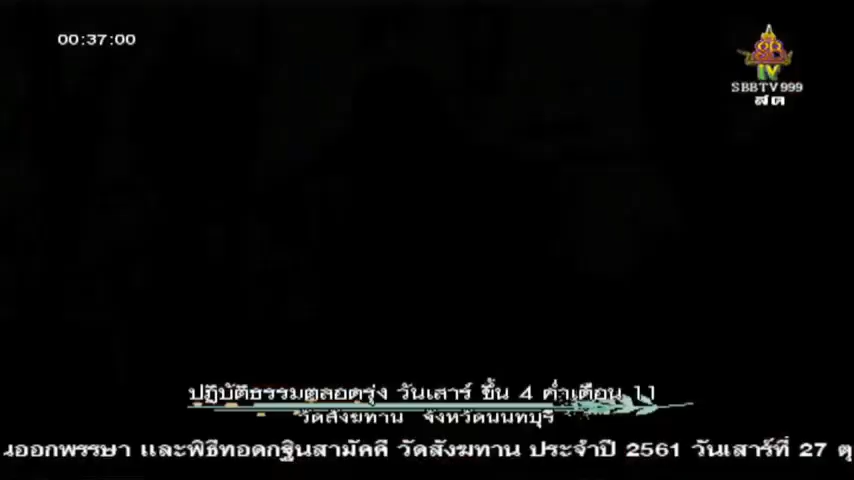 00:37:00
SBBTV999
สด
ปฏิบัติธรรมตลอดรุ่ง วันเสาร์ ขึ้น 4 ค่ำเดือน 11
วัดสังฆทาน จังหวัดนนทบุรี
นออกพรรษา และพิธีทอดกฐินสามัคคี วัดสังฆทาน ประจำปี 2561 วันเสาร์ที่ 27 ตุ